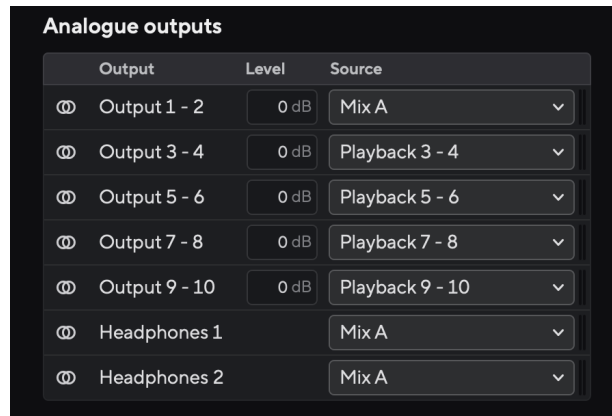 Analogue outputs
Output Level Source
Output 1 - 2 0 dB Mix A
Output 3 - 4 0 dB Playback 3 - 4
Output 5 - 6 0 dB Playback 5 - 6
Output 7 - 8 0 dB Playback 7 - 8
Output 9 - 10 0 dB Playback 9 - 10
Headphones 1 Mix A
Headphones 2 Mix A